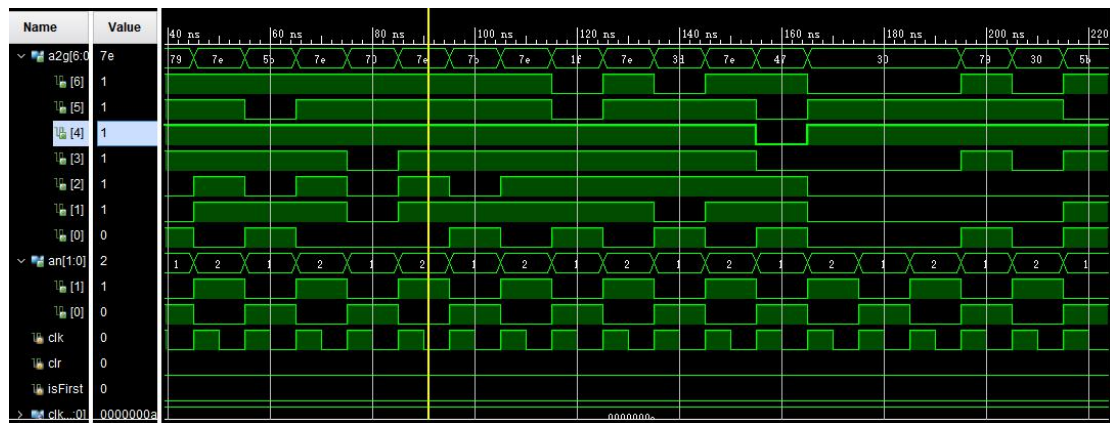 Name Value 40 ns 60 ns 80 ns 100 ns 120 ns 140 ns 160 ns 180 ns 200 ns 220
a2g[6:0 7e 79 7e 5b 7e 70 7e 7b 7e 1f 7e 31 7e 47 30 79 30 5b
[6] 1
[5] 1
[4] 1
[3] 1
[2] 1
[1] 1
[0] 0
an[1:0] 2 1 2 1 2 1 2 1 2 1 2 1 2 1 2 1 2 1 2 1
[1] 1
[0] 0
clk 0
clr 0
isFirst 0
clk...:0] 0000000a